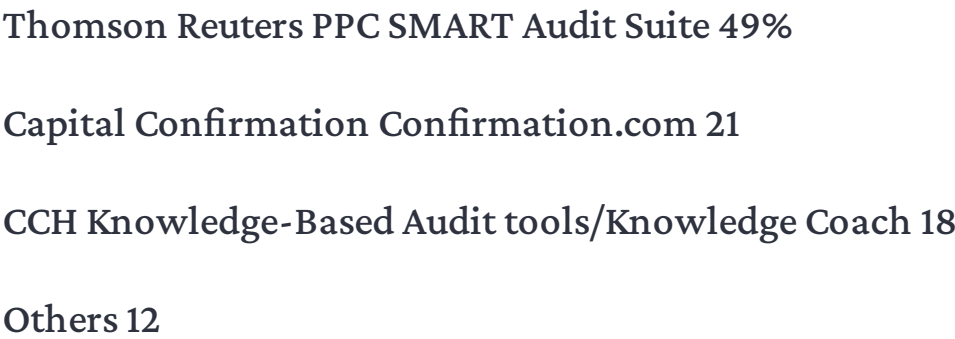 Thomson Reuters PPC SMART Audit Suite 49%
Capital Confirmation Confirmation.com 21
CCH Knowledge-Based Audit tools/Knowledge Coach 18
Others 12